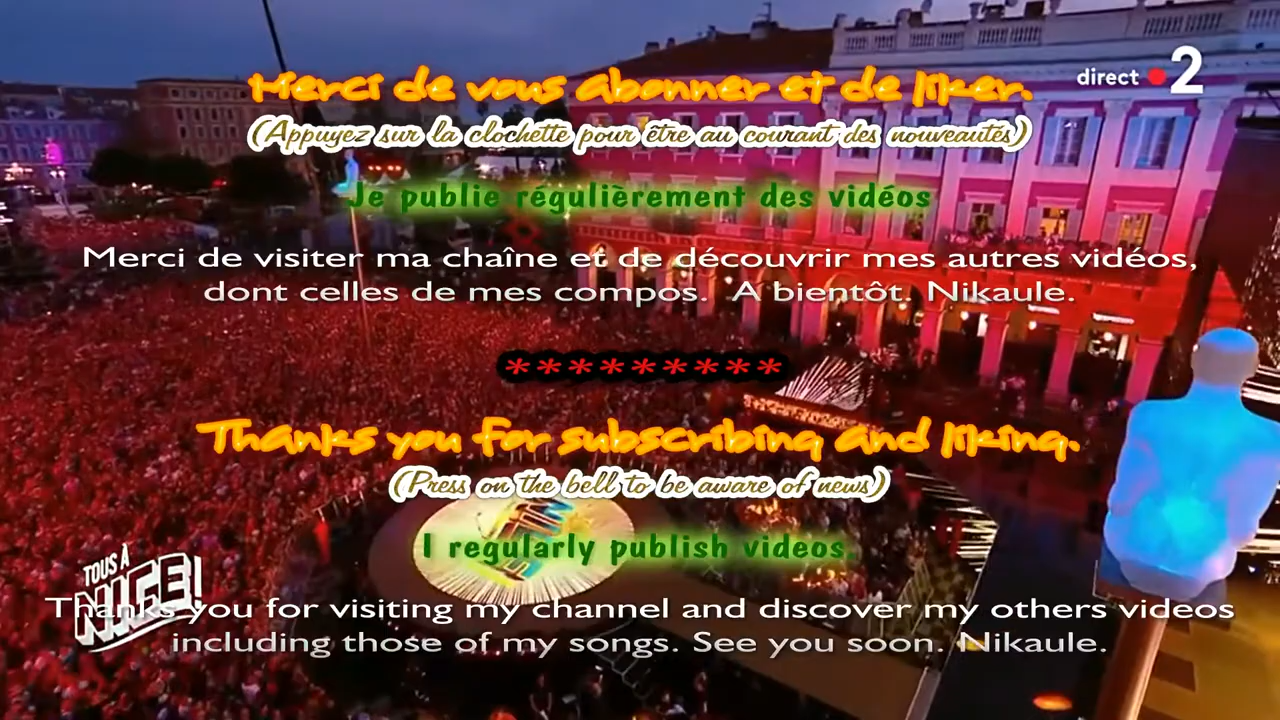 direct 2
Merci de vous abonner et de liker.
(Appuyez sur la clochette pour être au courant des nouveautés)
Je publie régulièrement des vidéos
Merci de visiter ma chaîne et de découvrir mes autres vidéos,
dont celles de mes compos. A bientôt. Nikaule.
*********
Thanks you for subscribing and liking.
(Press on the bell to be aware of news)
I regularly publish videos.
TOUS À
NICE!
Thanks you for visiting my channel and discover my others videos
including those of my songs. See you soon. Nikaule.